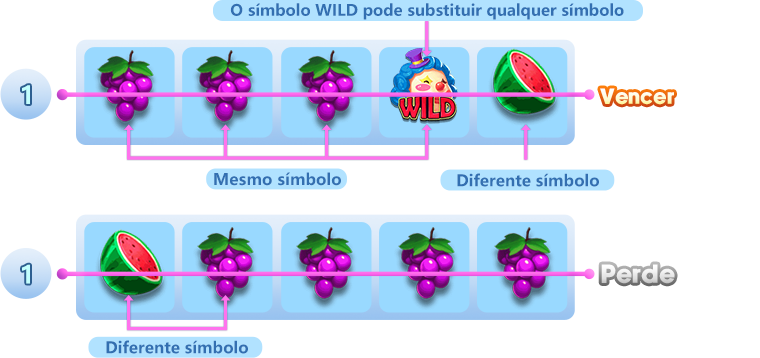 O símbolo WILD pode substituir qualquer símbolo
1
WILD
Vencer
Mesmo símbolo
Diferente símbolo
1
Perde
Diferente símbolo